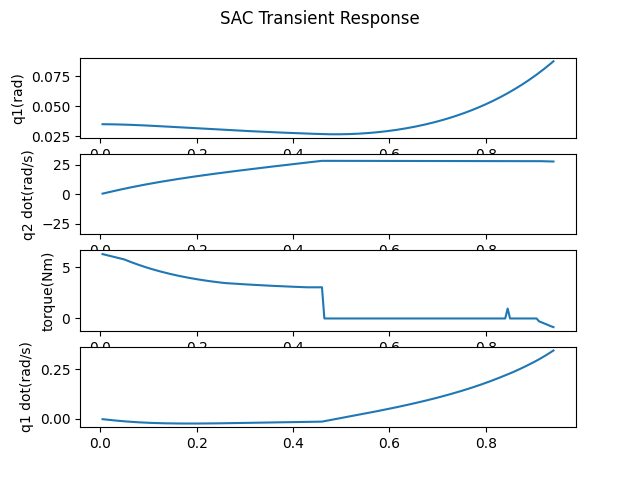 SAC Transient Response
q1(rad)
0.075
0.050
0.025
0.0 0.2 0.4 0.6 0.8
q2 dot(rad/s)
25
0
−25
0.0 0.2 0.4 0.6 0.8
torque(Nm)
5
0
0.0 0.2 0.4 0.6 0.8
q1 dot(rad/s)
0.25
0.00
0.0 0.2 0.4 0.6 0.8